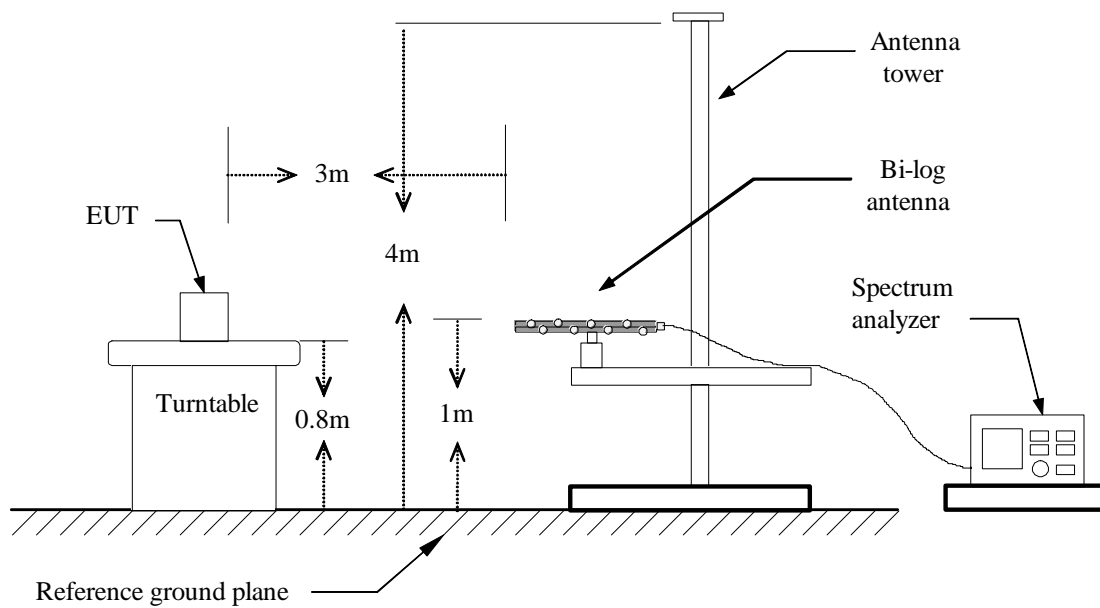 Antenna
tower
3m
Bi-log
antenna
EUT
4m
Spectrum
analyzer
Turntable
0.8m
1m
Reference ground plane